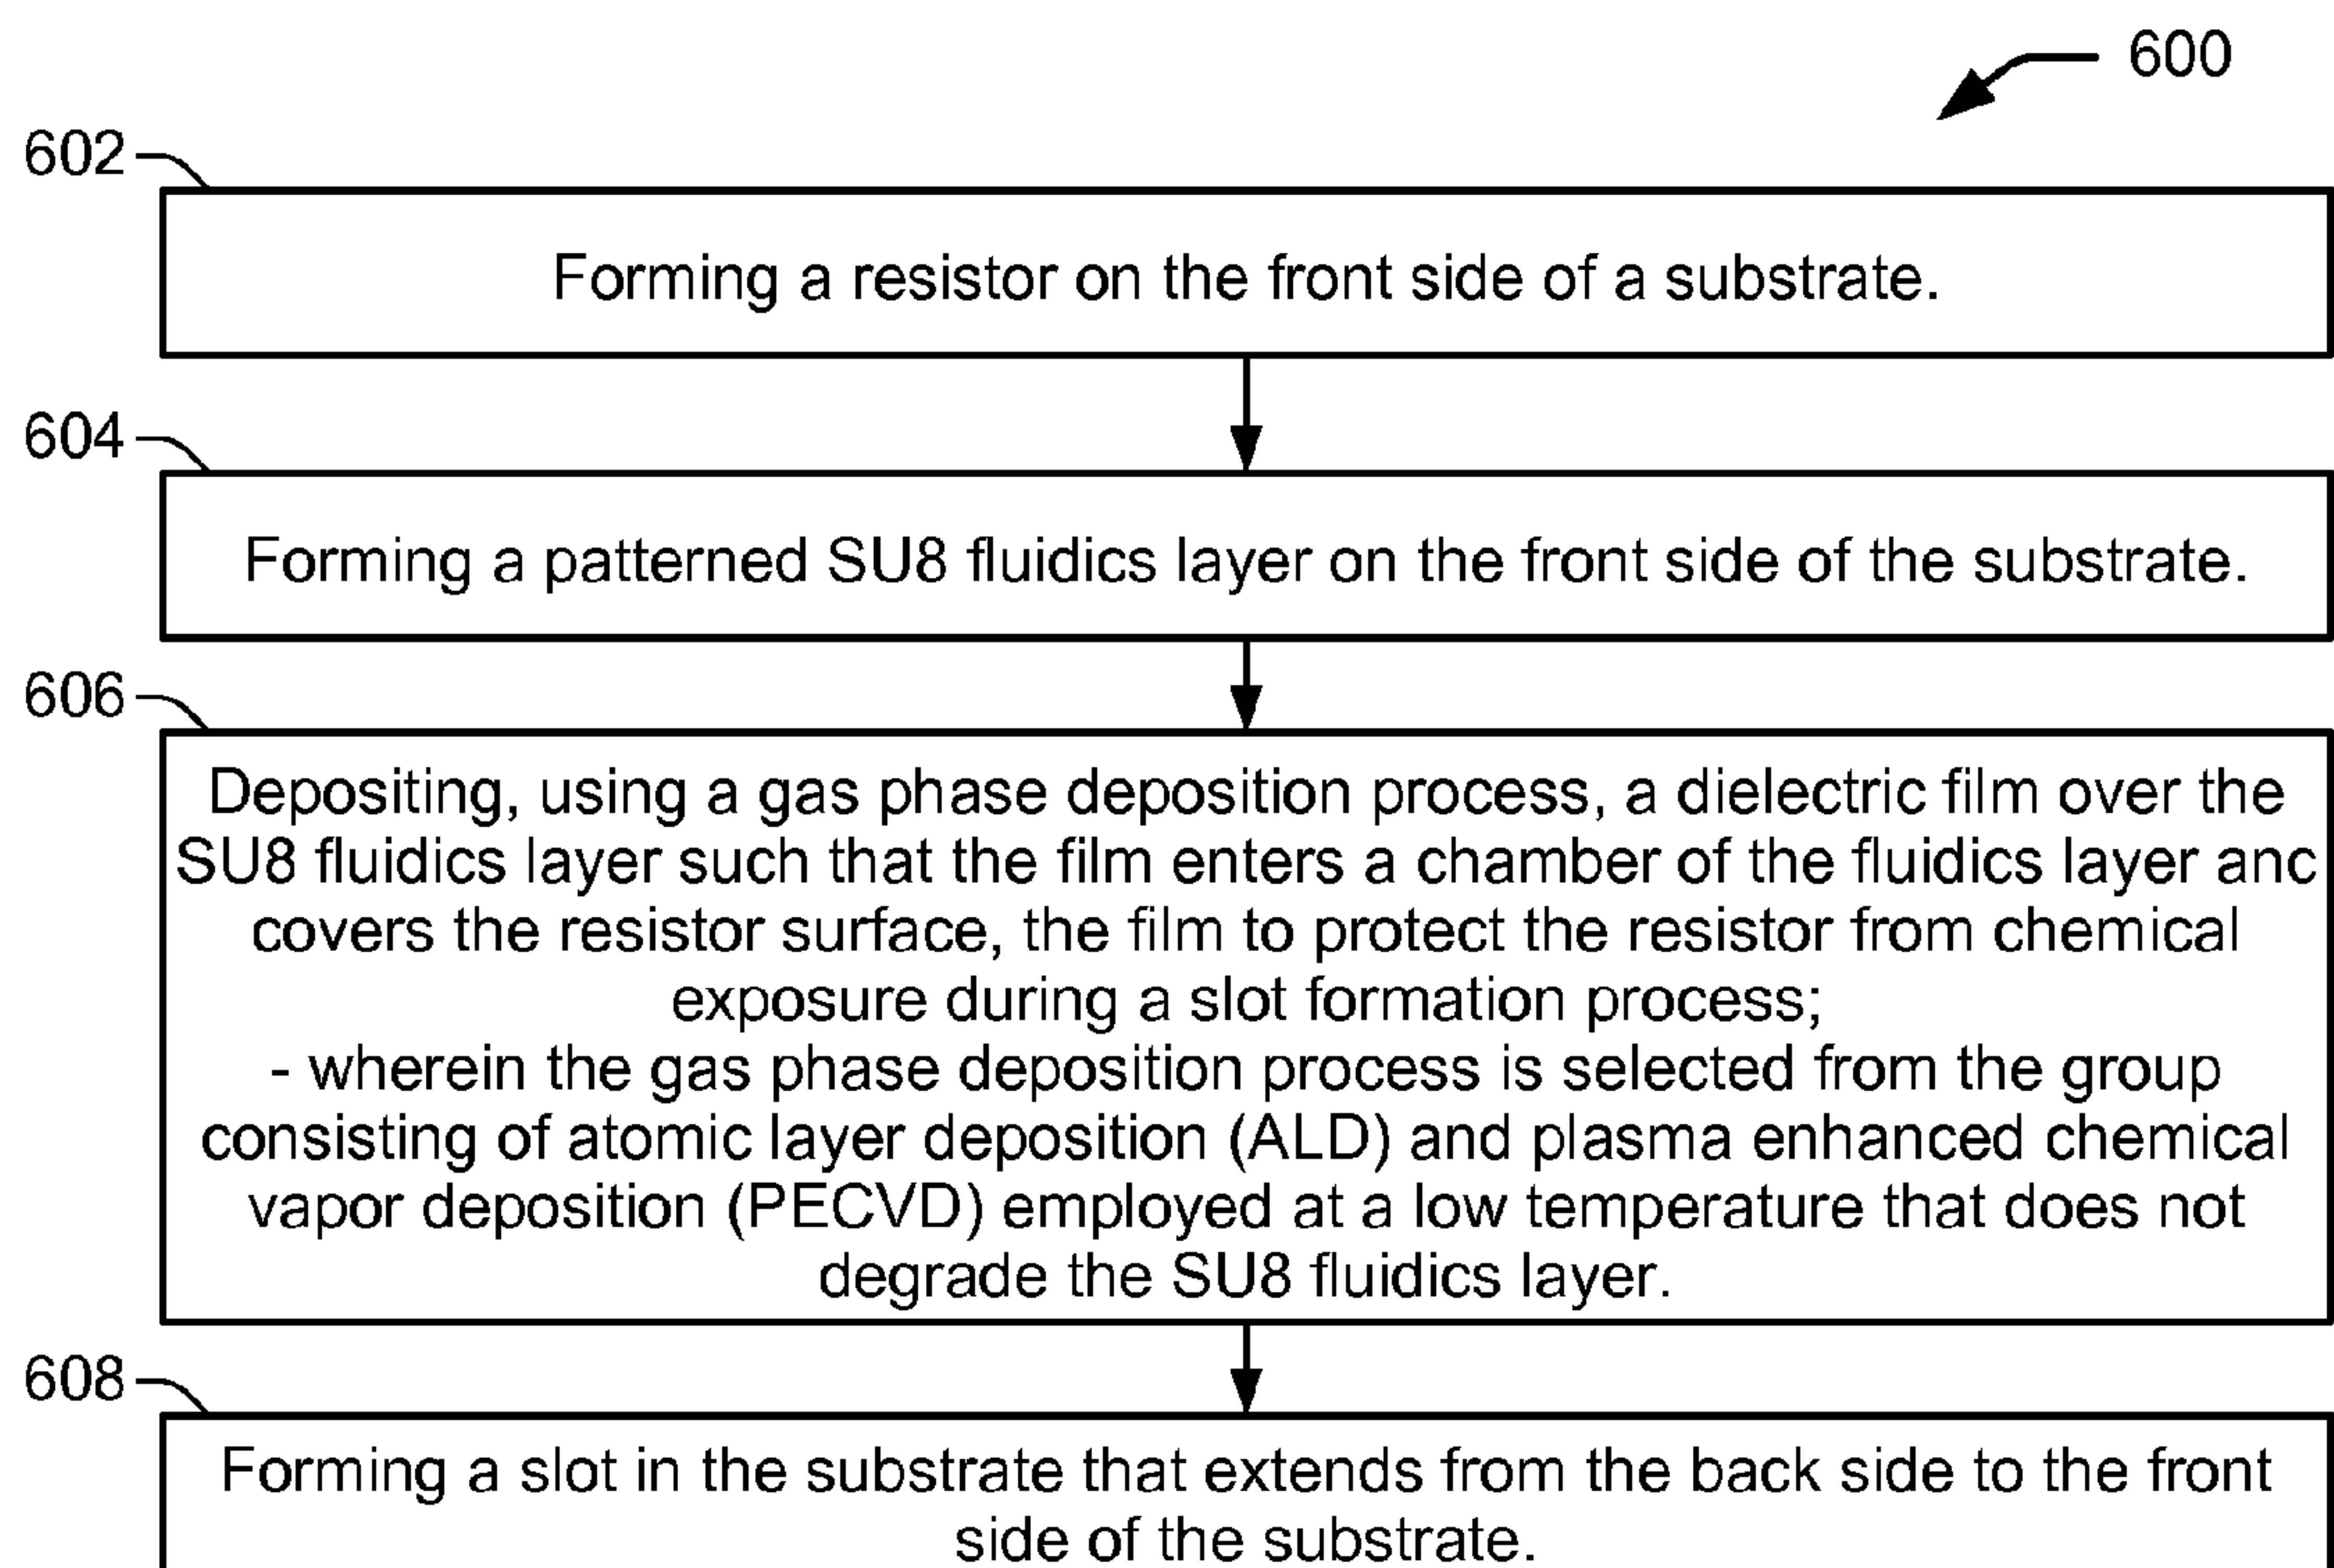 600
602
Forming a resistor on the front side of a substrate.
604
Forming a patterned SU8 fluidics layer on the front side of the substrate.
606
Depositing, using a gas phase deposition process, a dielectric film over the
SU8 fluidics layer such that the film enters a chamber of the fluidics layer anc
covers the resistor surface, the film to protect the resistor from chemical
exposure during a slot formation process;
- wherein the gas phase deposition process is selected from the group
consisting of atomic layer deposition (ALD) and plasma enhanced chemical
vapor deposition (PECVD) employed at a low temperature that does not
degrade the SU8 fluidics layer.
608
Forming a slot in the substrate that extends from the back side to the front
side of the substrate.